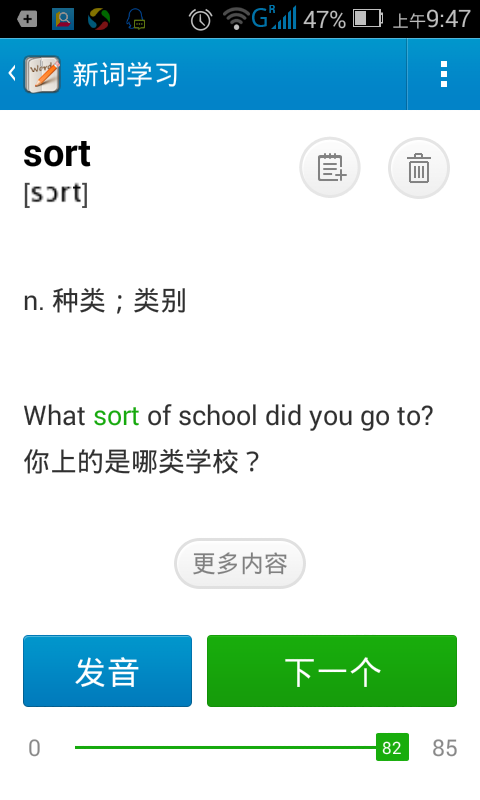 47% 上午9:47
新词学习
sort
[sɔrt]
n. 种类；类别
What sort of school did you go to?
你上的是哪类学校？
更多内容
发音 下一个
0 82 85